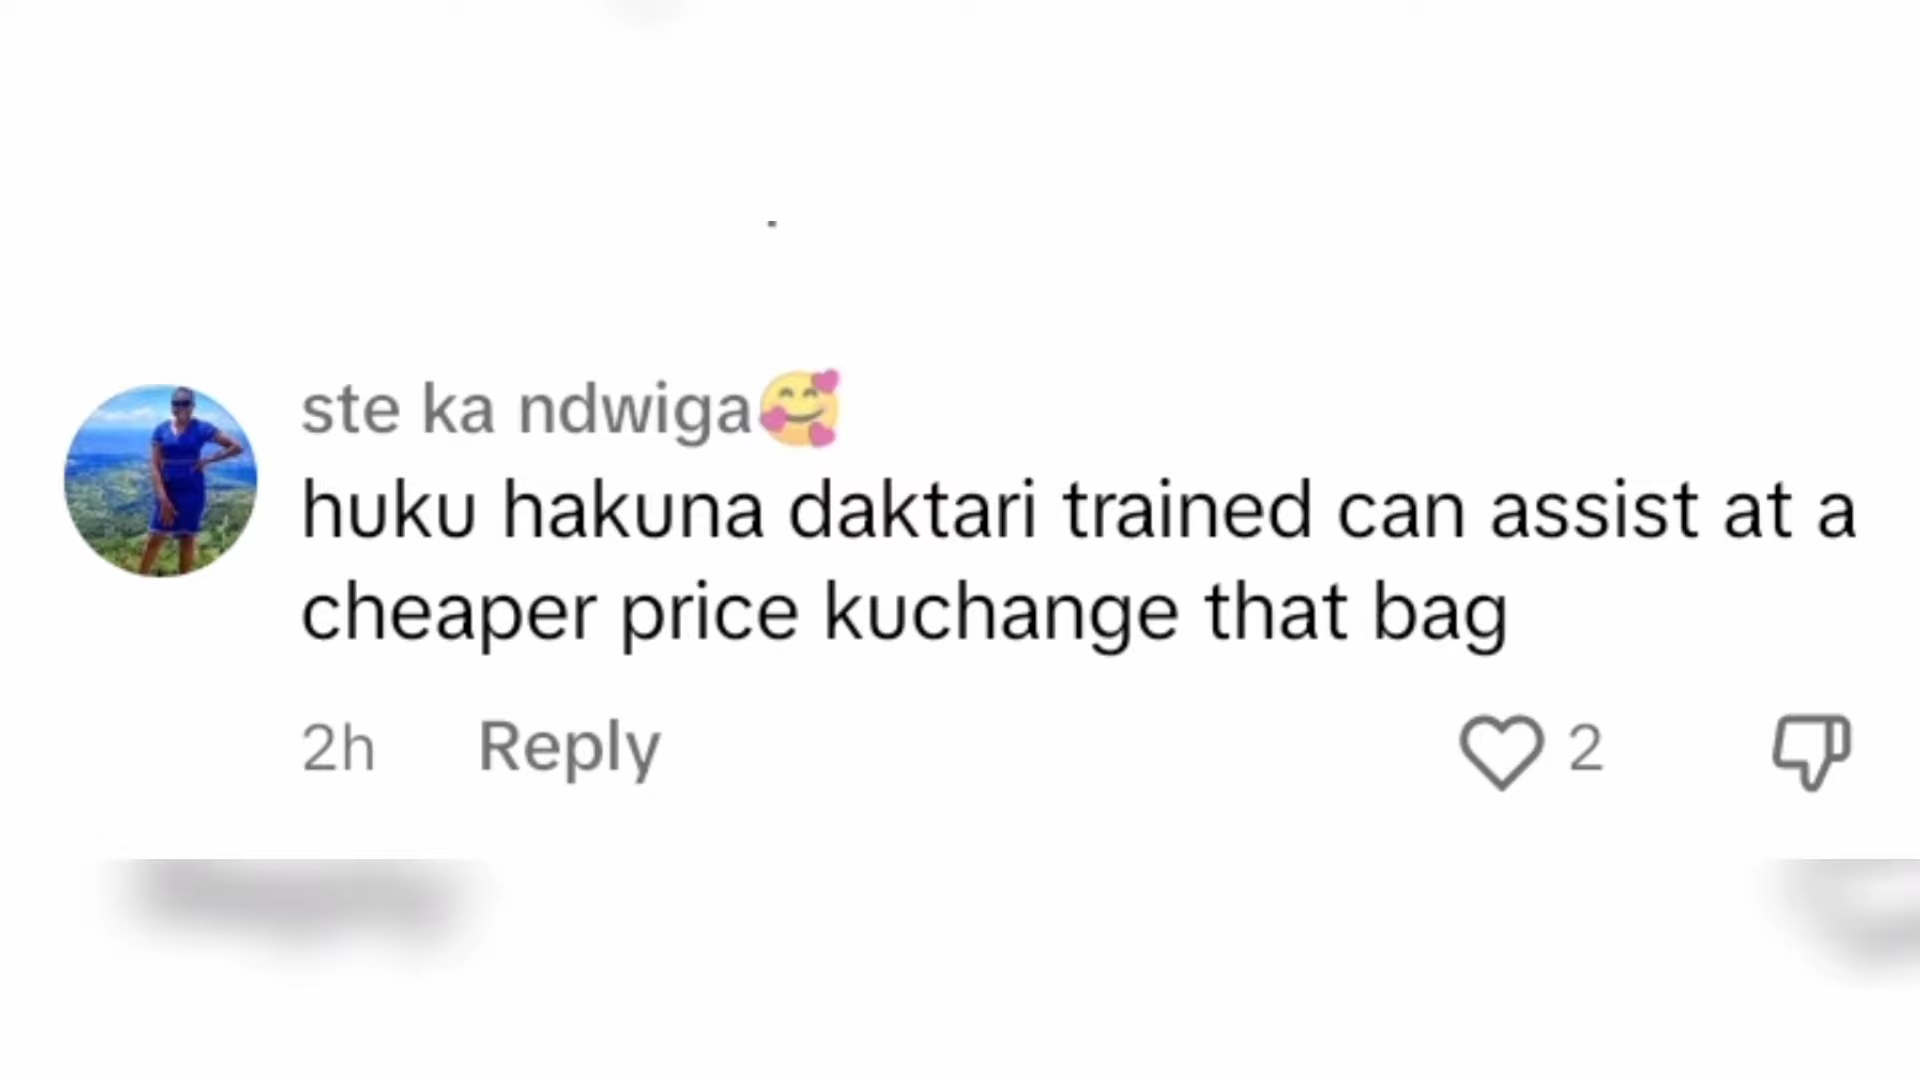 ste ka ndwiga🥰
huku hakuna daktari trained can assist at a
cheaper price kuchange that bag
2h Reply 2